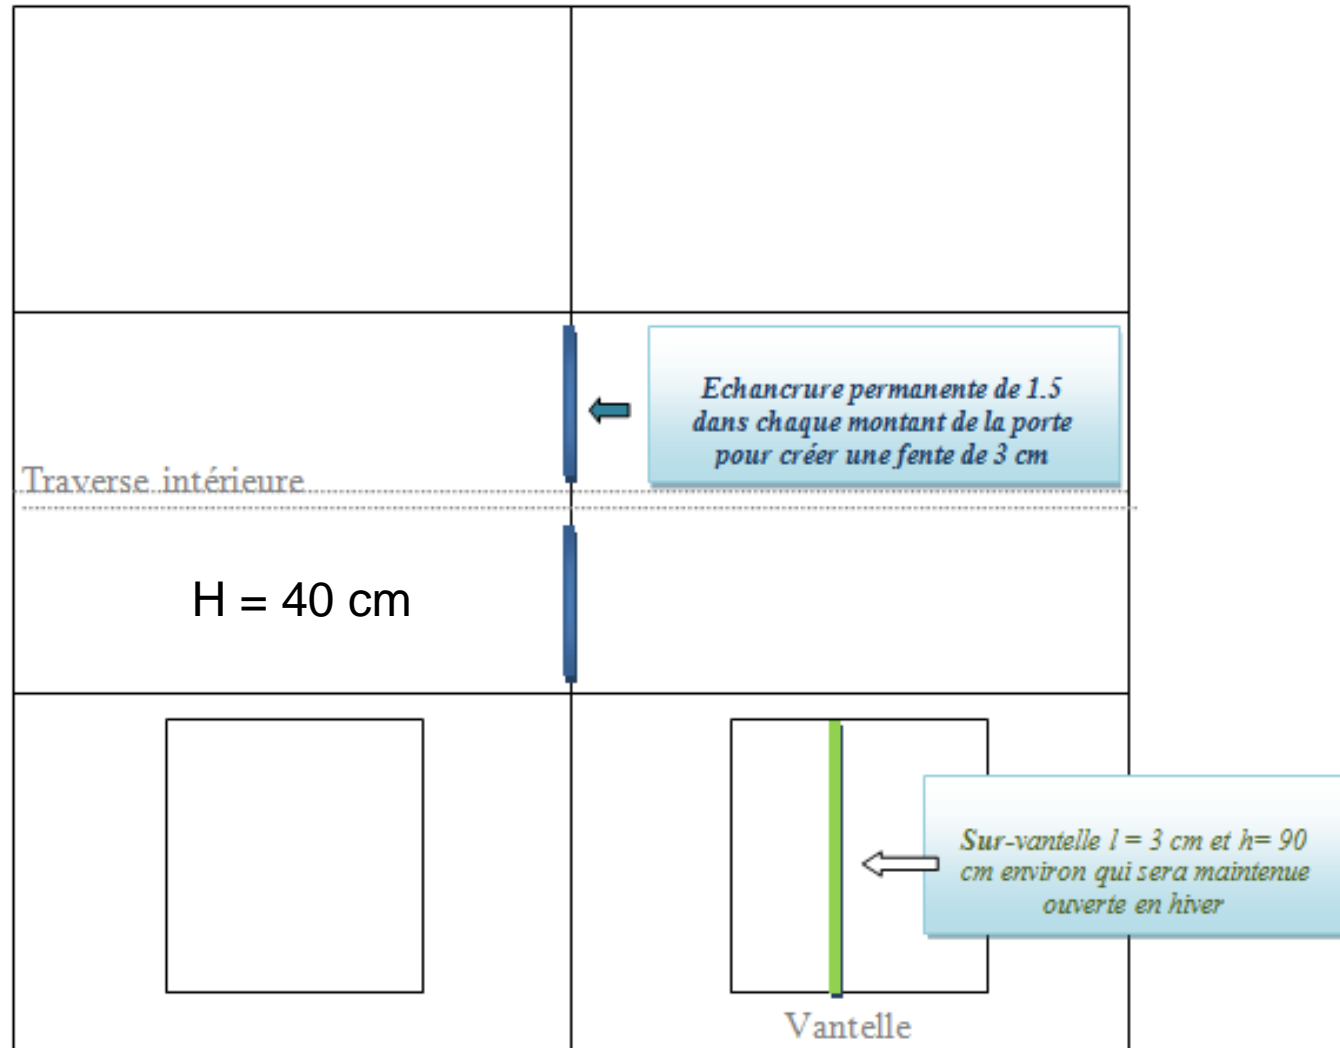 Echancrure permanente de 1.5
dans chaque montant de la porte
pour créer une fente de 3 cm
Traverse intérieure
H = 40 cm
Sur-vantelle l = 3 cm et h= 90
cm environ qui sera maintenue
ouverte en hiver
Vantelle